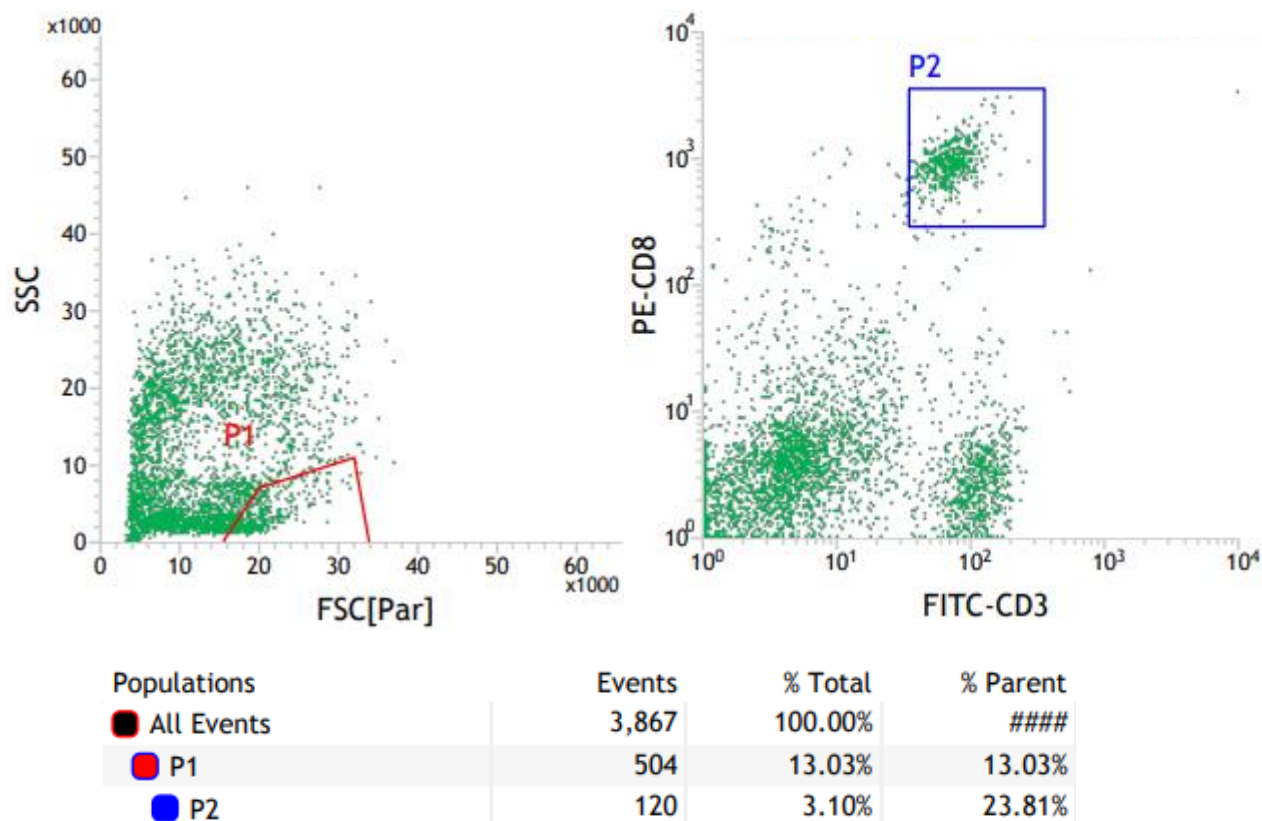 x1000
60
50
40
30
20
10
0
SSC
P1
0 10 20 30 40 50 60
x1000
FSC[Par]
10^4
10^3
10^2
10^1
10^0
PE-CD8
P2
10^0 10^1 10^2 10^3 10^4
FITC-CD3
Populations Events % Total % Parent
All Events 3,867 100.00% ####
P1 504 13.03% 13.03%
P2 120 3.10% 23.81%